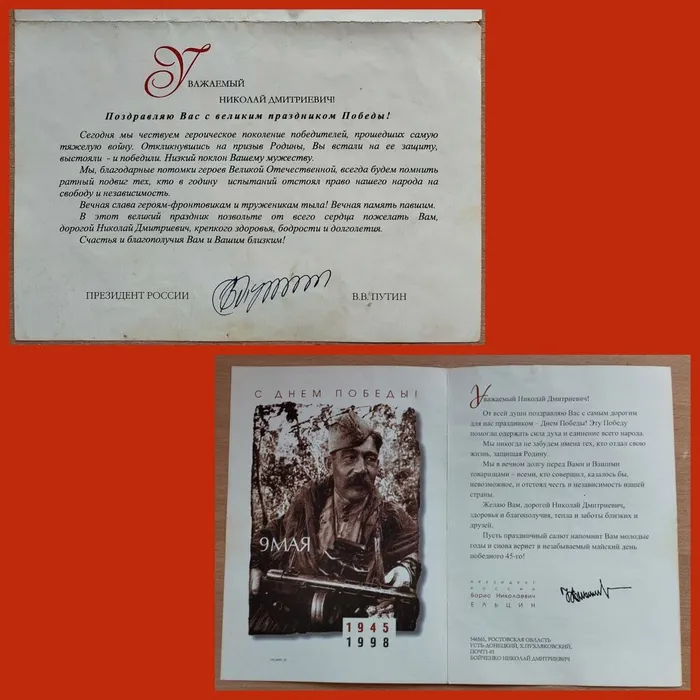 УВАЖАЕМЫЙ
НИКОЛАЙ ДМИТРИЕВИЧ!
Поздравляю Вас с великим праздником Победы!
Сегодня мы чествуем героическое поколение победителей, прошедших самую
тяжелую войну. Откликнувшись на призыв Родины, Вы встали на ее защиту,
выстояли - и победили. Низкий поклон Вашему мужеству.
Мы, благодарные потомки героев Великой Отечественной, всегда будем помнить
ратный подвиг тех, кто в годину испытаний отстоял право нашего народа на
свободу и независимость.
Вечная слава героям-фронтовикам и труженикам тыла! Вечная память павшим.
В этот великий праздник позвольте от всего сердца пожелать Вам,
дорогой Николай Дмитриевич, крепкого здоровья, бодрости и долголетия.
Счастья и благополучия Вам и Вашим близким!
ПРЕЗИДЕНТ РОССИИ
В.В.ПУТИН
С ДНЕМ ПОБЕДЫ!
9 МАЯ
1945
1998
Уважаемый Николай Дмитриевич!
От всей души поздравляю Вас с самым дорогим
для нас праздником – Днем Победы! Эту Победу
помогли одержать сила духа и единение всего народа.
Мы никогда не забудем имена тех, кто отдал свою
жизнь, защищая Родину.
Мы в вечном долгу перед Вами и Вашими
товарищами – всеми, кто совершил, казалось бы,
невозможное, и отстоял честь и независимость нашей
страны.
Желаю Вам, дорогой Николай Дмитриевич,
здоровья и благополучия, тепла и заботы близких и
друзей.
Пусть праздничный салют напомнит Вам молодые
годы и снова вернет в незабываемый майский день
победного 45-го!
ПРЕЗИДЕНТ
РОССИИ
Борис Николаевич
ЕЛЬЦИН
РОСТОВСКАЯ ОБЛАСТЬ
УСТЬ-ДОНЕЦКИЙ, Х.ПУХЛЯКОВСКИЙ,
БОЙЧЕНКО НИКОЛАЙ ДМИТРИЕВИЧ